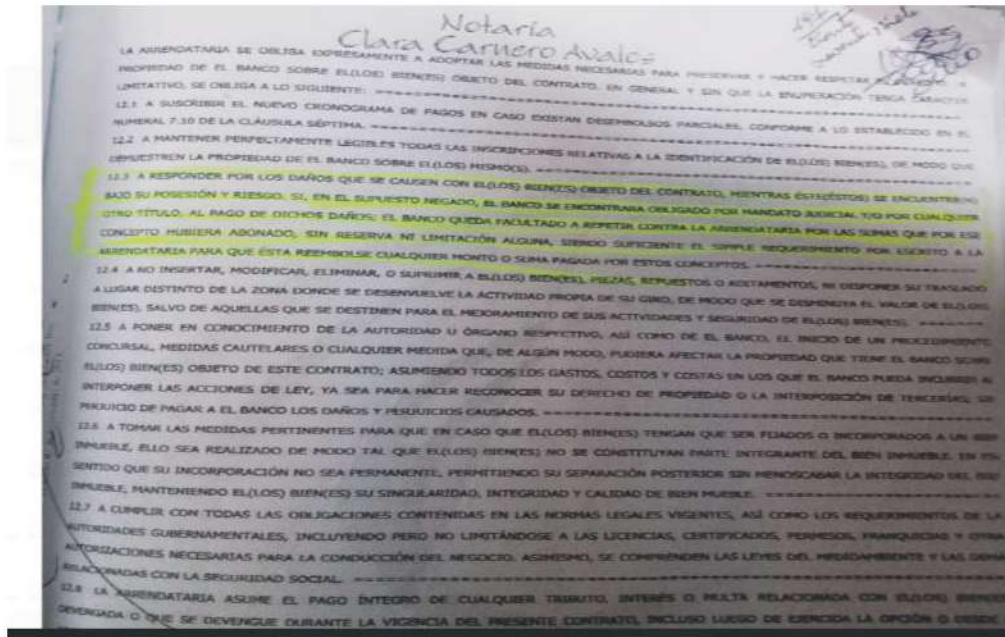 Notaría
Clara Carnero Avalos
LA ARRENDATARIA SE OBLIGA EXPRESAMENTE A ADOPTAR LAS MEDIDAS NECESARIAS PARA PRESERVAR Y HACER RESPETAR
PROPIEDAD DE EL BANCO SOBRE EL(LOS) BIEN(ES) OBJETO DEL CONTRATO. EN GENERAL Y SIN QUE LA ENUMERACIÓN TENGA CARÁCTER
LIMITATIVO, SE OBLIGA A LO SIGUIENTE:
12.1 A SUSCRIBIR EL NUEVO CRONOGRAMA DE PAGOS EN CASO EXISTAN DESEMBOLSOS PARCIALES, CONFORME A LO ESTABLECIDO EN EL
NUMERAL 7.10 DE LA CLÁUSULA SÉPTIMA.
12.2 A MANTENER PERFECTAMENTE LEGIBLES TODAS LAS INSCRIPCIONES RELATIVAS A LA IDENTIFICACIÓN DE EL(LOS) BIEN(ES), DE MODO QUE
DEMUESTREN LA PROPIEDAD DE EL BANCO SOBRE EL(LOS) MISMO(S).
12.3 A RESPONDER POR LOS DAÑOS QUE SE CAUSEN CON EL(LOS) BIEN(ES) OBJETO DEL CONTRATO, MIENTRAS ÉSTE(ÉSTOS) SE ENCUENTRE(N)
BAJO SU POSESIÓN Y RIESGO. SI, EN EL SUPUESTO NEGADO, EL BANCO SE ENCONTRARA OBLIGADO POR MANDATO JUDICIAL Y/O POR CUALQUIER
OTRO TÍTULO, AL PAGO DE DICHOS DAÑOS; EL BANCO QUEDA FACULTADO A REPETIR CONTRA LA ARRENDATARIA POR LAS SUMAS QUE POR ESE
CONCEPTO HUBIERA ABONADO, SIN RESERVA NI LIMITACIÓN ALGUNA, SIENDO SUFICIENTE EL SIMPLE REQUERIMIENTO POR ESCRITO A LA
ARRENDATARIA PARA QUE ÉSTA REEMBOLSE CUALQUIER MONTO O SUMA PAGADA POR ESTOS CONCEPTOS.
12.4 A NO INSERTAR, MODIFICAR, ELIMINAR, O SUPRIMIR A EL(LOS) BIEN(ES), PIEZAS, REPUESTOS O ADITAMENTOS, NI DISPONER SU TRASLADO
A LUGAR DISTINTO DE LA ZONA DONDE SE DESENVUELVE LA ACTIVIDAD PROPIA DE SU GIRO, DE MODO QUE SE DISMINUYA EL VALOR DE EL(LOS)
BIEN(ES), SALVO DE AQUELLAS QUE SE DESTINEN PARA EL MEJORAMIENTO DE SUS ACTIVIDADES Y SEGURIDAD DE EL(LOS) BIEN(ES).
12.5 A PONER EN CONOCIMIENTO DE LA AUTORIDAD U ÓRGANO RESPECTIVO, ASÍ COMO DE EL BANCO, EL INICIO DE UN PROCEDIMIENTO
CONCURSAL, MEDIDAS CAUTELARES O CUALQUIER MEDIDA QUE, DE ALGÚN MODO, PUDIERA AFECTAR LA PROPIEDAD QUE TIENE EL BANCO SOBRE
EL(LOS) BIEN(ES) OBJETO DE ESTE CONTRATO; ASUMIENDO TODOS LOS GASTOS, COSTOS Y COSTAS EN LOS QUE EL BANCO PUEDA INCURRIR AL
INTERPONER LAS ACCIONES DE LEY, YA SEA PARA HACER RECONOCER SU DERECHO DE PROPIEDAD O LA INTERPOSICIÓN DE TERCERÍAS, SIN
PERJUICIO DE PAGAR A EL BANCO LOS DAÑOS Y PERJUICIOS CAUSADOS.
12.6 A TOMAR LAS MEDIDAS PERTINENTES PARA QUE EN CASO QUE EL(LOS) BIEN(ES) TENGAN QUE SER FIJADOS O INCORPORADOS A UN BIEN
INMUEBLE, ELLO SEA REALIZADO DE MODO TAL QUE EL(LOS) BIEN(ES) NO SE CONSTITUYAN PARTE INTEGRANTE DEL BIEN INMUEBLE. EN
SENTIDO QUE SU INCORPORACIÓN NO SEA PERMANENTE, PERMITIENDO SU SEPARACIÓN POSTERIOR SIN MENOSCABAR LA INTEGRIDAD DEL
INMUEBLE, MANTENIENDO EL(LOS) BIEN(ES) SU SINGULARIDAD, INTEGRIDAD Y CALIDAD DE BIEN MUEBLE.
12.7 A CUMPLIR CON TODAS LAS OBLIGACIONES CONTENIDAS EN LAS NORMAS LEGALES VIGENTES, ASÍ COMO LOS REQUERIMIENTOS DE LA
AUTORIDADES GUBERNAMENTALES, INCLUYENDO PERO NO LIMITÁNDOSE A LAS LICENCIAS, CERTIFICADOS, PERMISOS, FRANQUICIAS Y OTRA
AUTORIZACIONES NECESARIAS PARA LA CONDUCCIÓN DEL NEGOCIO. ASIMISMO, SE COMPRENDEN LAS LEYES DEL MEDIOAMBIENTE Y LAS
RELACIONADAS CON LA SEGURIDAD SOCIAL.
12.8 LA ARRENDATARIA ASUME EL PAGO ÍNTEGRO DE CUALQUIER TRIBUTO, INTERÉS O MULTA RELACIONADA CON EL(LOS) BIEN(ES)
DEVENGADA O QUE SE DEVENGUE DURANTE LA VIGENCIA DEL PRESENTE CONTRATO, INCLUSO LUEGO DE EJERCIDA LA OPCIÓN O